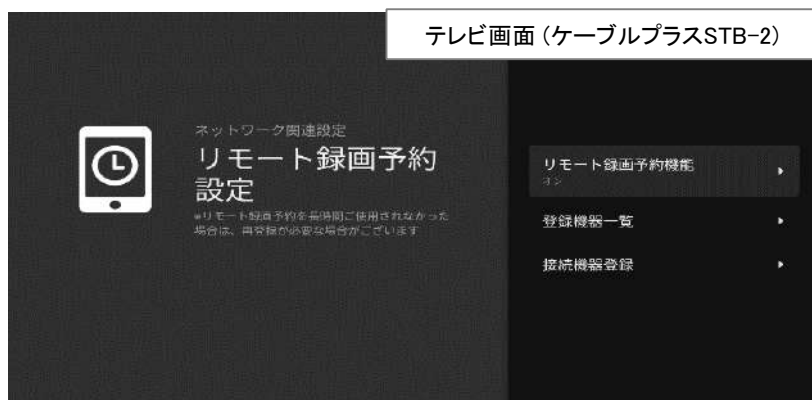 テレビ画面(ケーブルプラスSTB-2)
ネットワーク関連設定
リモート録画予約
設定
※リモート録画予約を長時間ご使用されなかった
場合は、再登録が必要な場合がございます
リモート録画予約機能
オン
登録機器一覧
接続機器登録